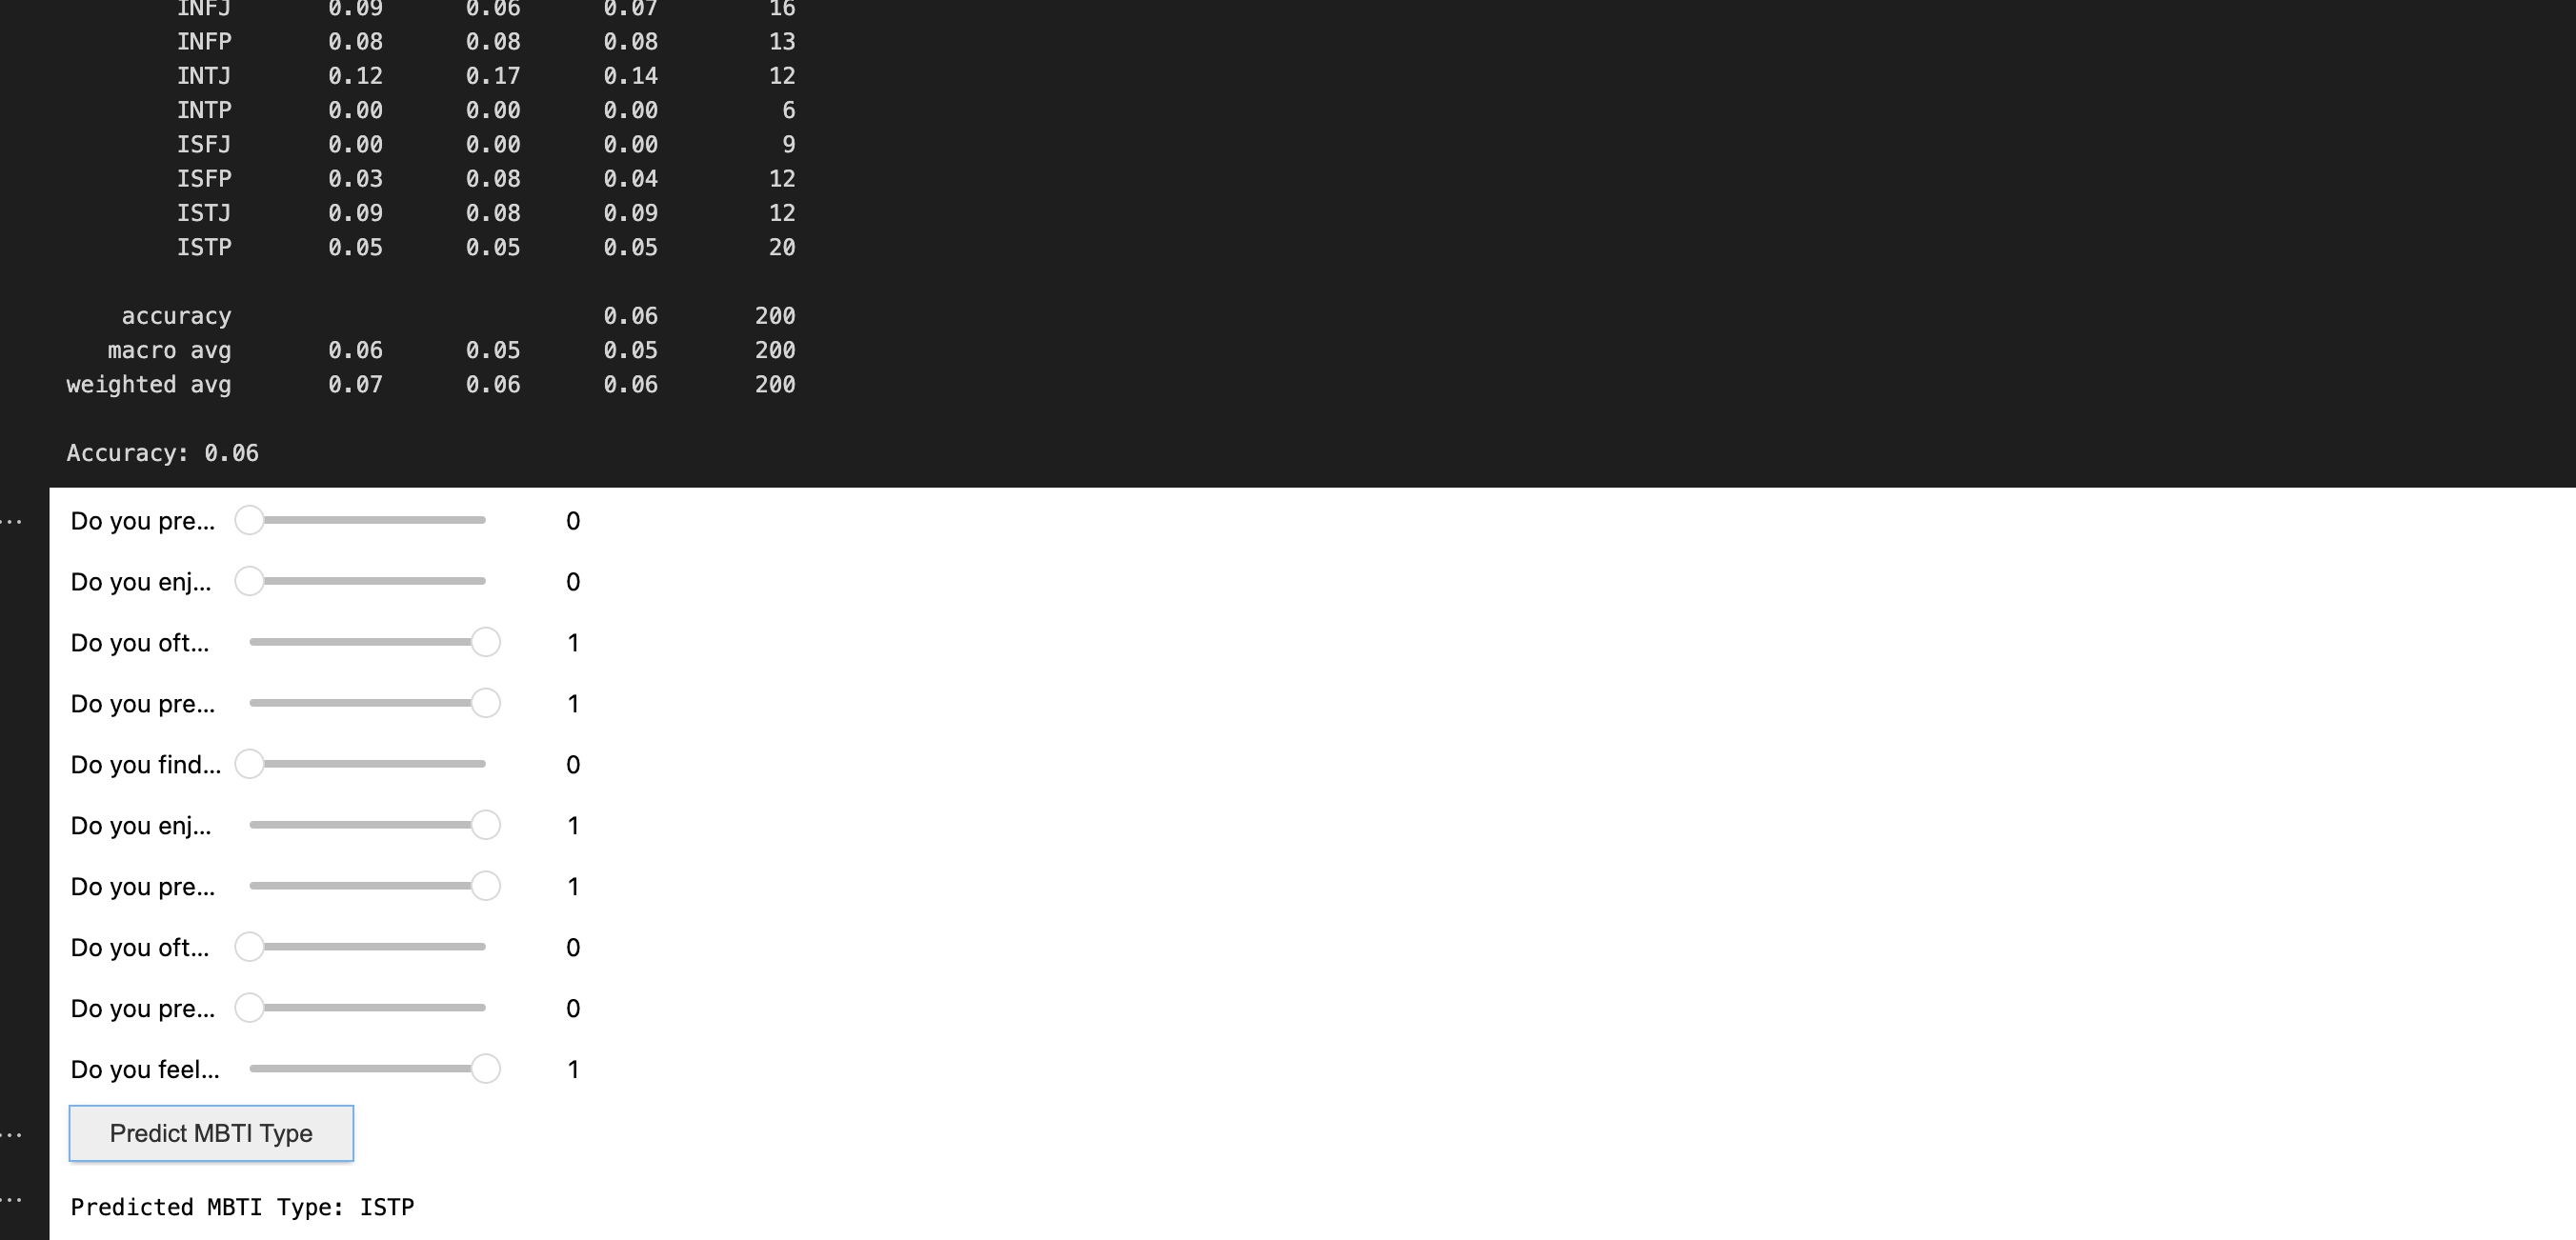 INFJ 0.09 0.06 0.07 16
INFP 0.08 0.08 0.08 13
INTJ 0.12 0.17 0.14 12
INTP 0.00 0.00 0.00 6
ISFJ 0.00 0.00 0.00 9
ISFP 0.03 0.08 0.04 12
ISTJ 0.09 0.08 0.09 12
ISTP 0.05 0.05 0.05 20
accuracy 0.06 200
macro avg 0.06 0.05 0.05 200
weighted avg 0.07 0.06 0.06 200
Accuracy: 0.06
... Do you pre... 0
Do you enj... 0
Do you oft... 1
Do you pre... 1
Do you find... 0
Do you enj... 1
Do you pre... 1
Do you oft... 0
Do you pre... 0
Do you feel... 1
... Predict MBTI Type
...
Predicted MBTI Type: ISTP